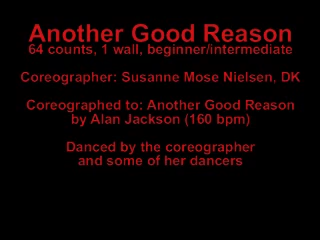 Another Good Reason
64 counts, 1 wall, beginner/intermediate
Coreographer: Susanne Mose Nielsen, DK
Coreographed to: Another Good Reason
by Alan Jackson (160 bpm)
Danced by the coreographer
and some of her dancers